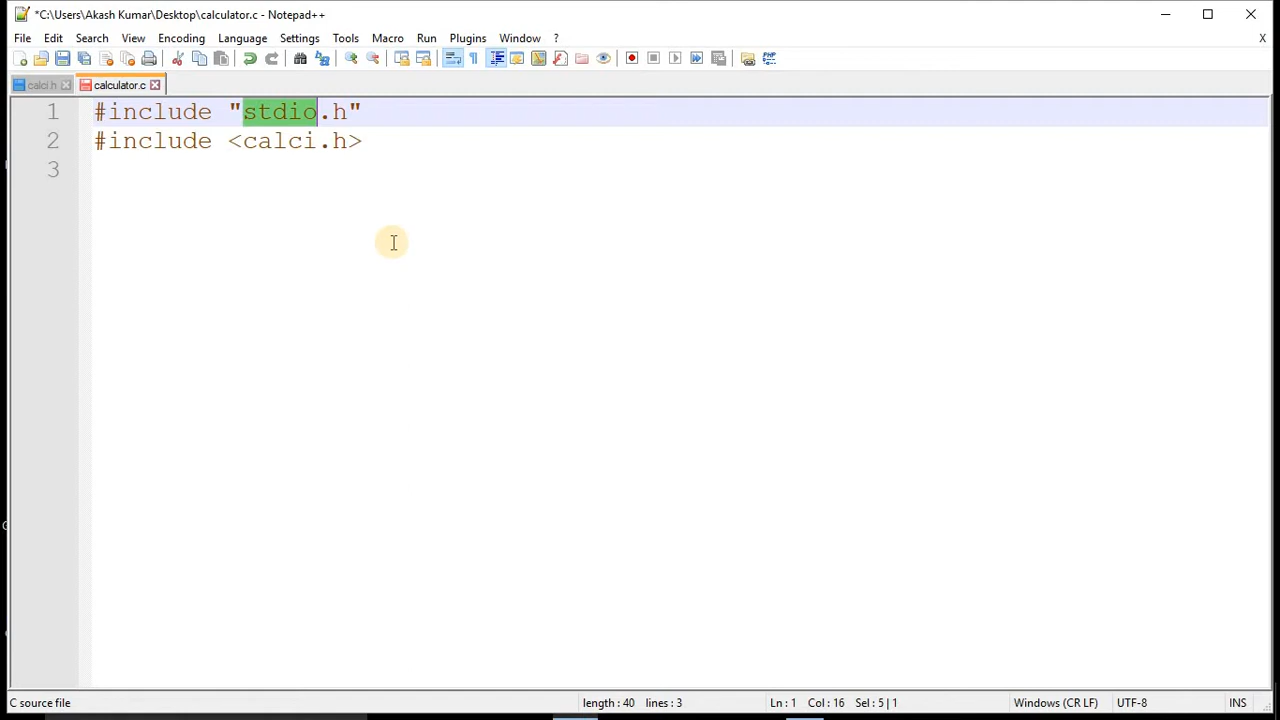 *C:\Users\Akash Kumar\Desktop\calculator.c - Notepad++
File Edit Search View Encoding Language Settings Tools Macro Run Plugins Window ? X
calci.h calculator.c
1 #include "stdio.h"
2 #include <calci.h>
3
C source file length : 40 lines : 3 Ln : 1 Col : 16 Sel : 5 | 1 Windows (CR LF) UTF-8 INS